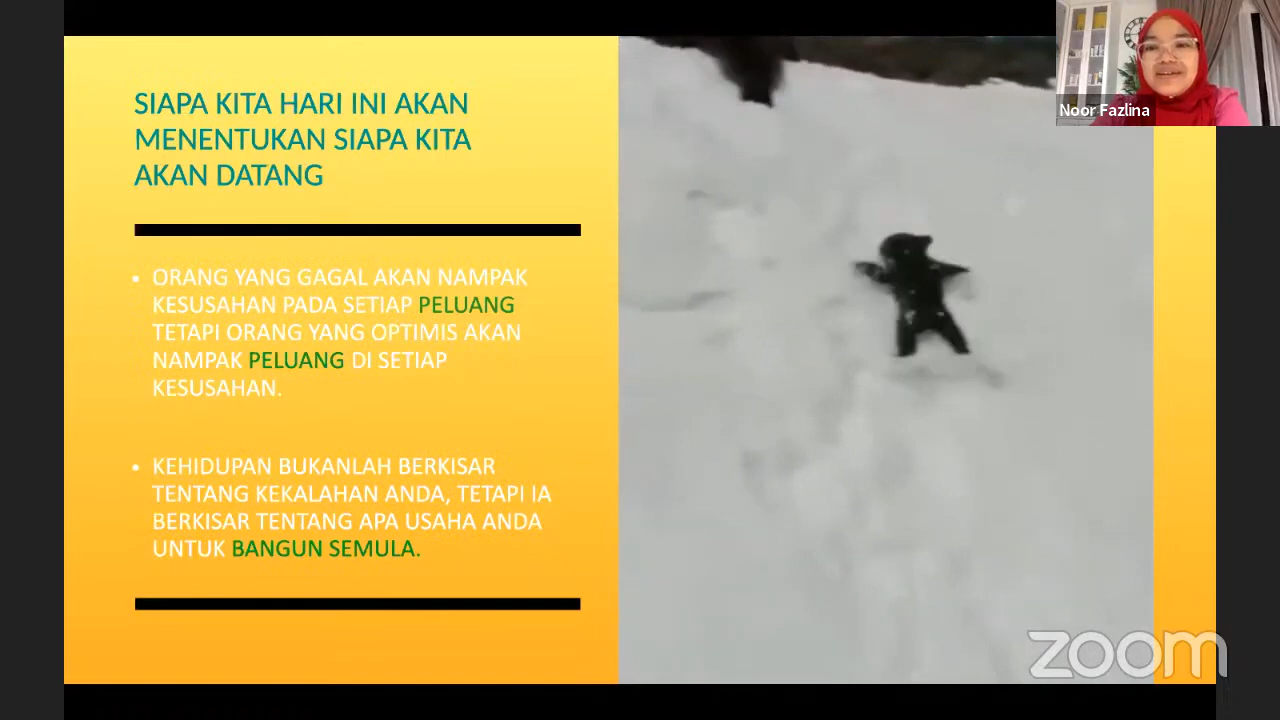 SIAPA KITA HARI INI AKAN
MENENTUKAN SIAPA KITA
AKAN DATANG
• ORANG YANG GAGAL AKAN NAMPAK
KESUSAHAN PADA SETIAP PELUANG
TETAPI ORANG YANG OPTIMIS AKAN
NAMPAK PELUANG DI SETIAP
KESUSAHAN.
• KEHIDUPAN BUKANLAH BERKISAR
TENTANG KEKALAHAN ANDA, TETAPI IA
BERKISAR TENTANG APA USAHA ANDA
UNTUK BANGUN SEMULA.
Noor Fazlina
zoom